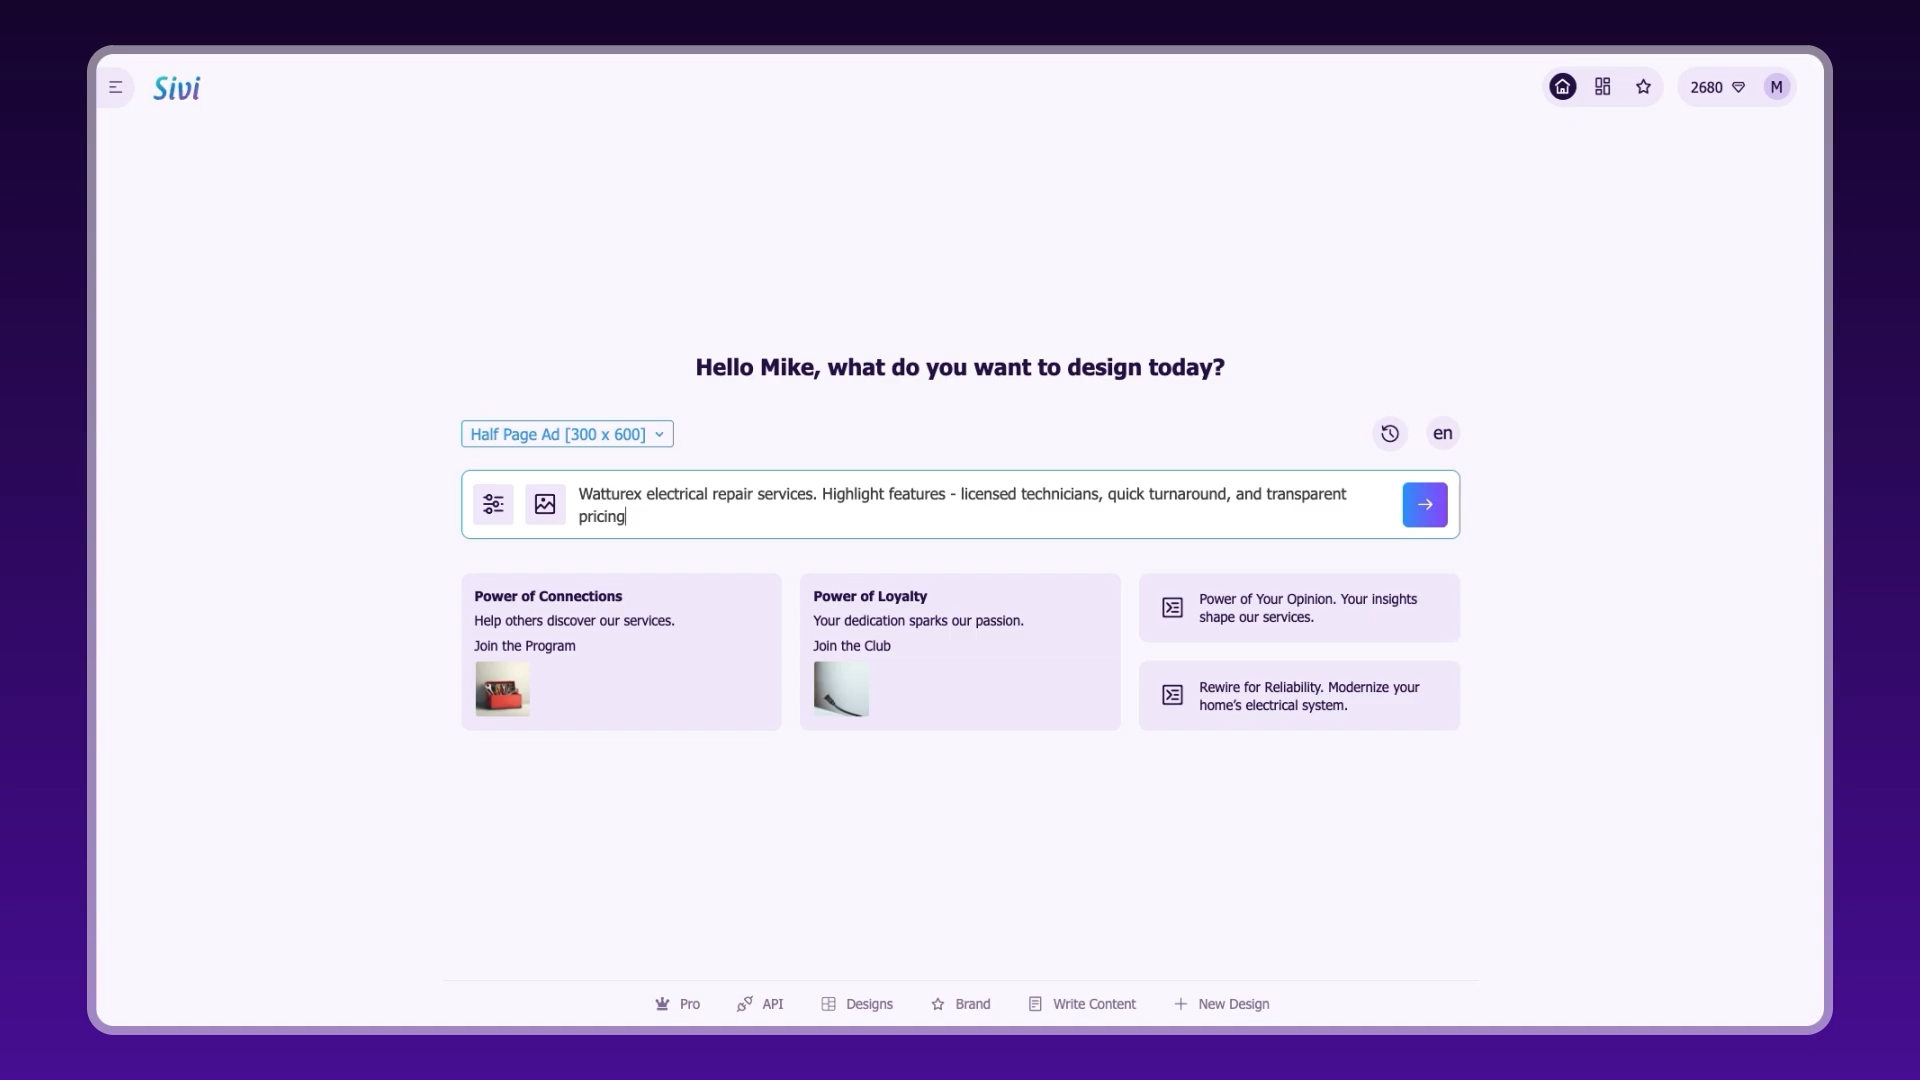 Sivi
2680
M
Hello Mike, what do you want to design today?
Half Page Ad [300 x 600]
en
Watturex electrical repair services. Highlight features - licensed technicians, quick turnaround, and transparent
pricing
Power of Connections
Help others discover our services.
Join the Program
Power of Loyalty
Your dedication sparks our passion.
Join the Club
Power of Your Opinion. Your insights
shape our services.
Rewire for Reliability. Modernize your
home’s electrical system.
Pro
API
Designs
Brand
Write Content
New Design